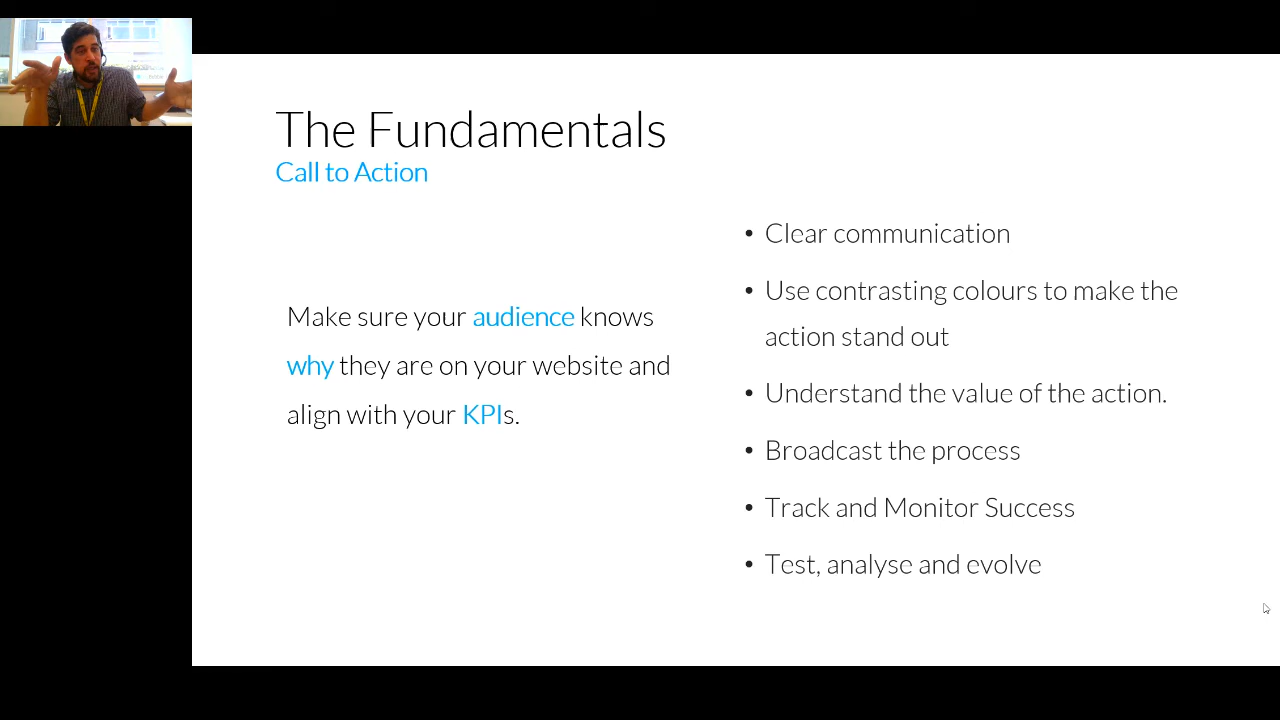 The Fundamentals
Call to Action
Make sure your audience knows
why they are on your website and
align with your KPIs.
• Clear communication
• Use contrasting colours to make the
action stand out
• Understand the value of the action.
• Broadcast the process
• Track and Monitor Success
• Test, analyse and evolve